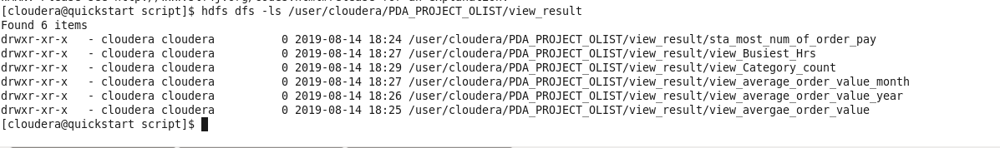 [cloudera@quickstart script]$ hdfs dfs -ls /user/cloudera/PDA_PROJECT_OLIST/view_result
Found 6 items
drwxr-xr-x   - cloudera cloudera          0 2019-08-14 18:24 /user/cloudera/PDA_PROJECT_OLIST/view_result/sta_most_num_of_order_pay
drwxr-xr-x   - cloudera cloudera          0 2019-08-14 18:27 /user/cloudera/PDA_PROJECT_OLIST/view_result/view_Busiest_Hrs
drwxr-xr-x   - cloudera cloudera          0 2019-08-14 18:29 /user/cloudera/PDA_PROJECT_OLIST/view_result/view_Category_count
drwxr-xr-x   - cloudera cloudera          0 2019-08-14 18:27 /user/cloudera/PDA_PROJECT_OLIST/view_result/view_average_order_value_month
drwxr-xr-x   - cloudera cloudera          0 2019-08-14 18:26 /user/cloudera/PDA_PROJECT_OLIST/view_result/view_average_order_value_year
drwxr-xr-x   - cloudera cloudera          0 2019-08-14 18:25 /user/cloudera/PDA_PROJECT_OLIST/view_result/view_avergae_order_value
[cloudera@quickstart script]$